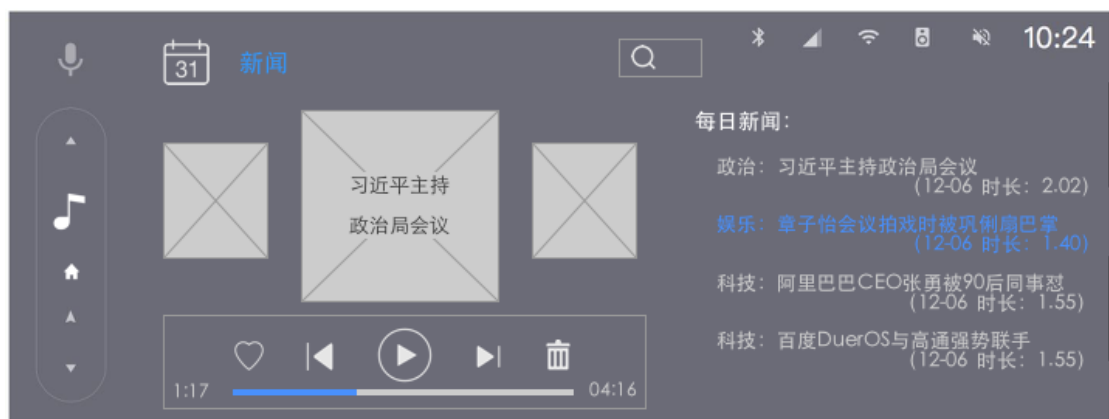 10:24
31 新闻
每日新闻：
政治：习近平主持政治局会议
(12-06 时长：2.02)
娱乐：章子怡会议拍戏时被巩俐扇巴掌
(12-06 时长：1.40)
科技：阿里巴巴CEO张勇被90后同事怼
(12-06 时长：1.55)
科技：百度DuerOS与高通强势联手
(12-06 时长：1.55)
习近平主持
政治局会议
1:17 04:16